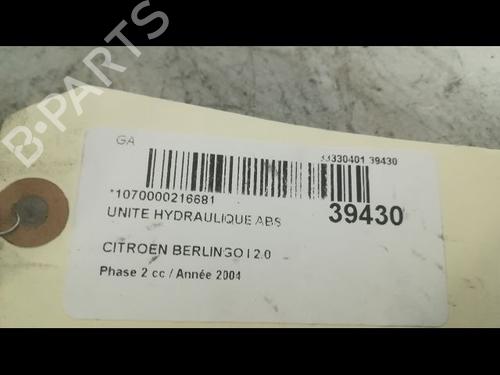 B-PARTS
GA
33330401 39430
*1070000216681
39430
UNITE HYDRAULIQUE ABS
CITROEN BERLINGO I 2.0
Phase 2 cc / Année 2004